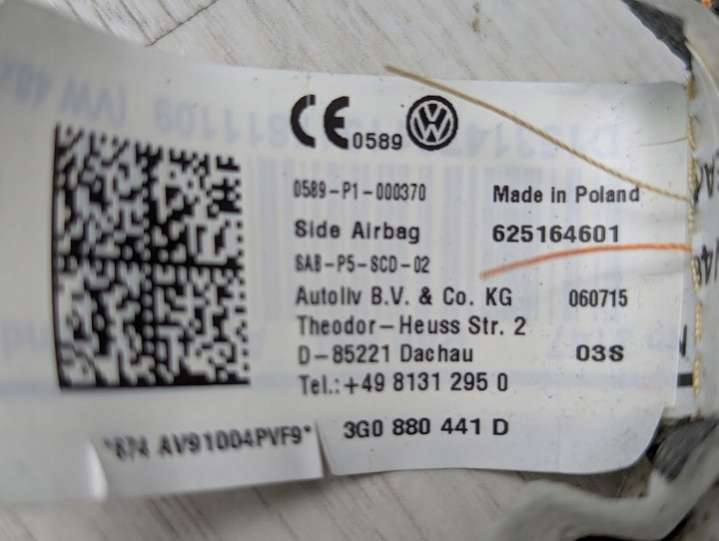 CE 0589
0589-P1-000370 Made in Poland
Side Airbag 625164601
SAB-P5-SCD-02
Autoliv B.V. & Co. KG 060715
Theodor-Heuss Str. 2
D-85221 Dachau 03S
Tel.:+49 8131 295 0
*674 AV91004PVF9* 3G0 880 441 D